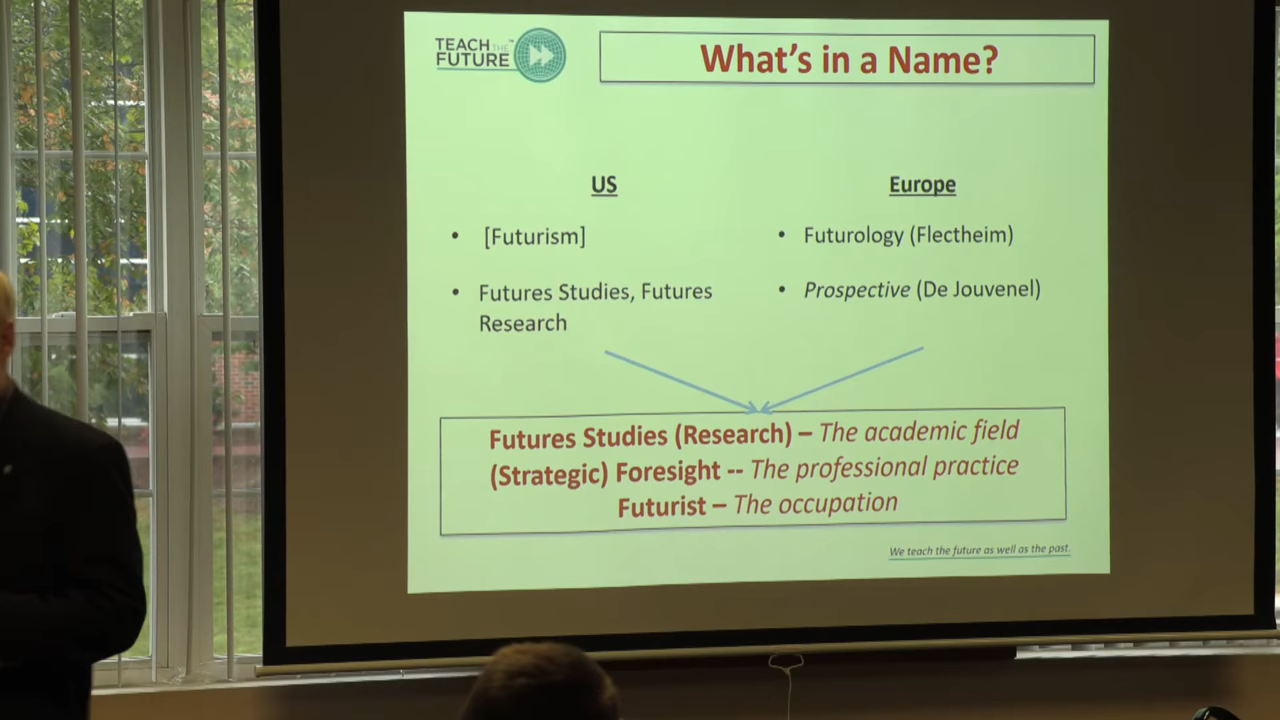 TEACH THE FUTURE™
What's in a Name?
US
Europe
• [Futurism]
• Futures Studies, Futures
Research
• Futurology (Flectheim)
• Prospective (De Jouvenel)
Futures Studies (Research) – The academic field
(Strategic) Foresight -- The professional practice
Futurist – The occupation
We teach the future as well as the past.